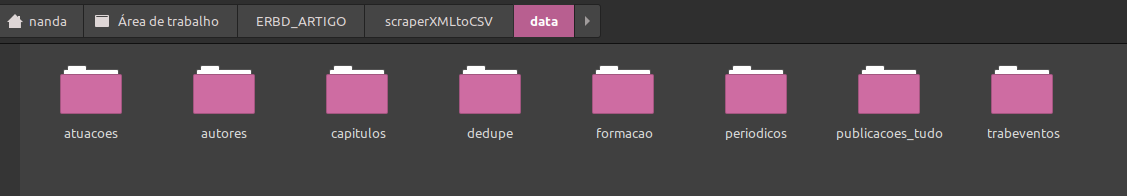 nanda Área de trabalho ERBD_ARTIGO scraperXMLtoCSV data
atuacoes autores capitulos dedupe formacao periodicos publicacoes_tudo trabeventos